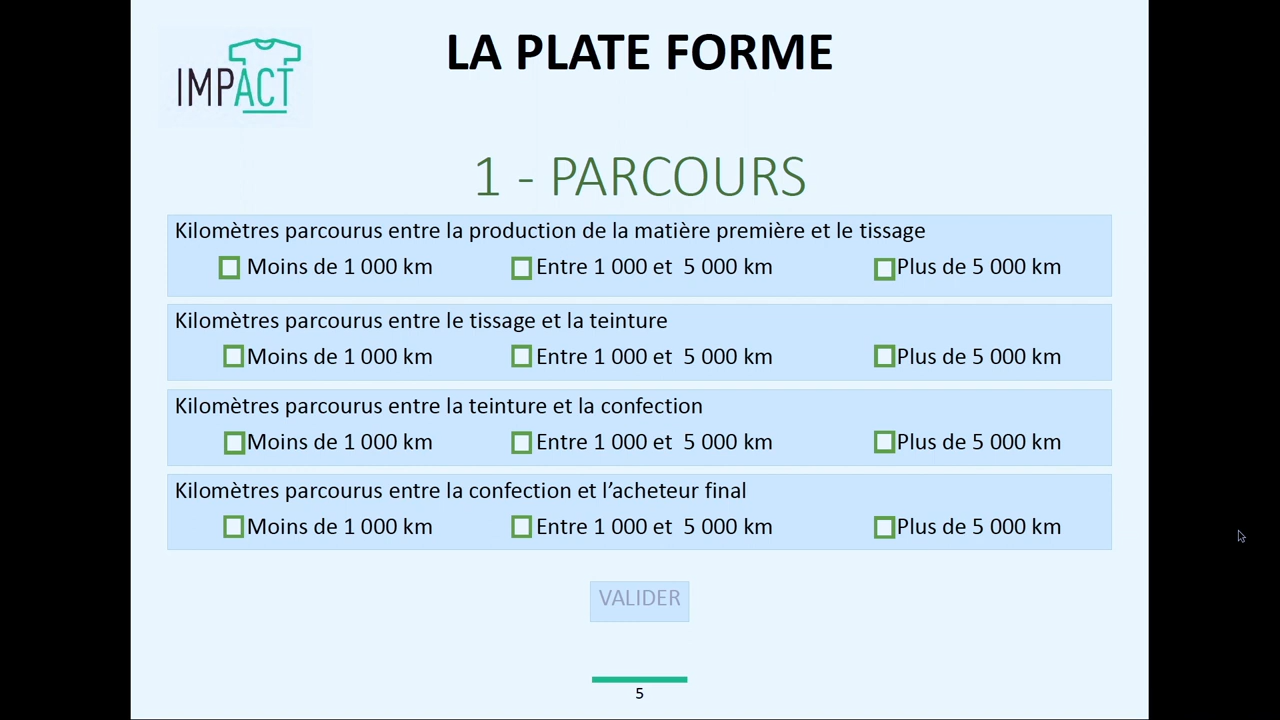 IMPACT
LA PLATE FORME
1 - PARCOURS
Kilomètres parcourus entre la production de la matière première et le tissage
Moins de 1 000 km Entre 1 000 et 5 000 km Plus de 5 000 km
Kilomètres parcourus entre le tissage et la teinture
Moins de 1 000 km Entre 1 000 et 5 000 km Plus de 5 000 km
Kilomètres parcourus entre la teinture et la confection
Moins de 1 000 km Entre 1 000 et 5 000 km Plus de 5 000 km
Kilomètres parcourus entre la confection et l’acheteur final
Moins de 1 000 km Entre 1 000 et 5 000 km Plus de 5 000 km
VALIDER
5